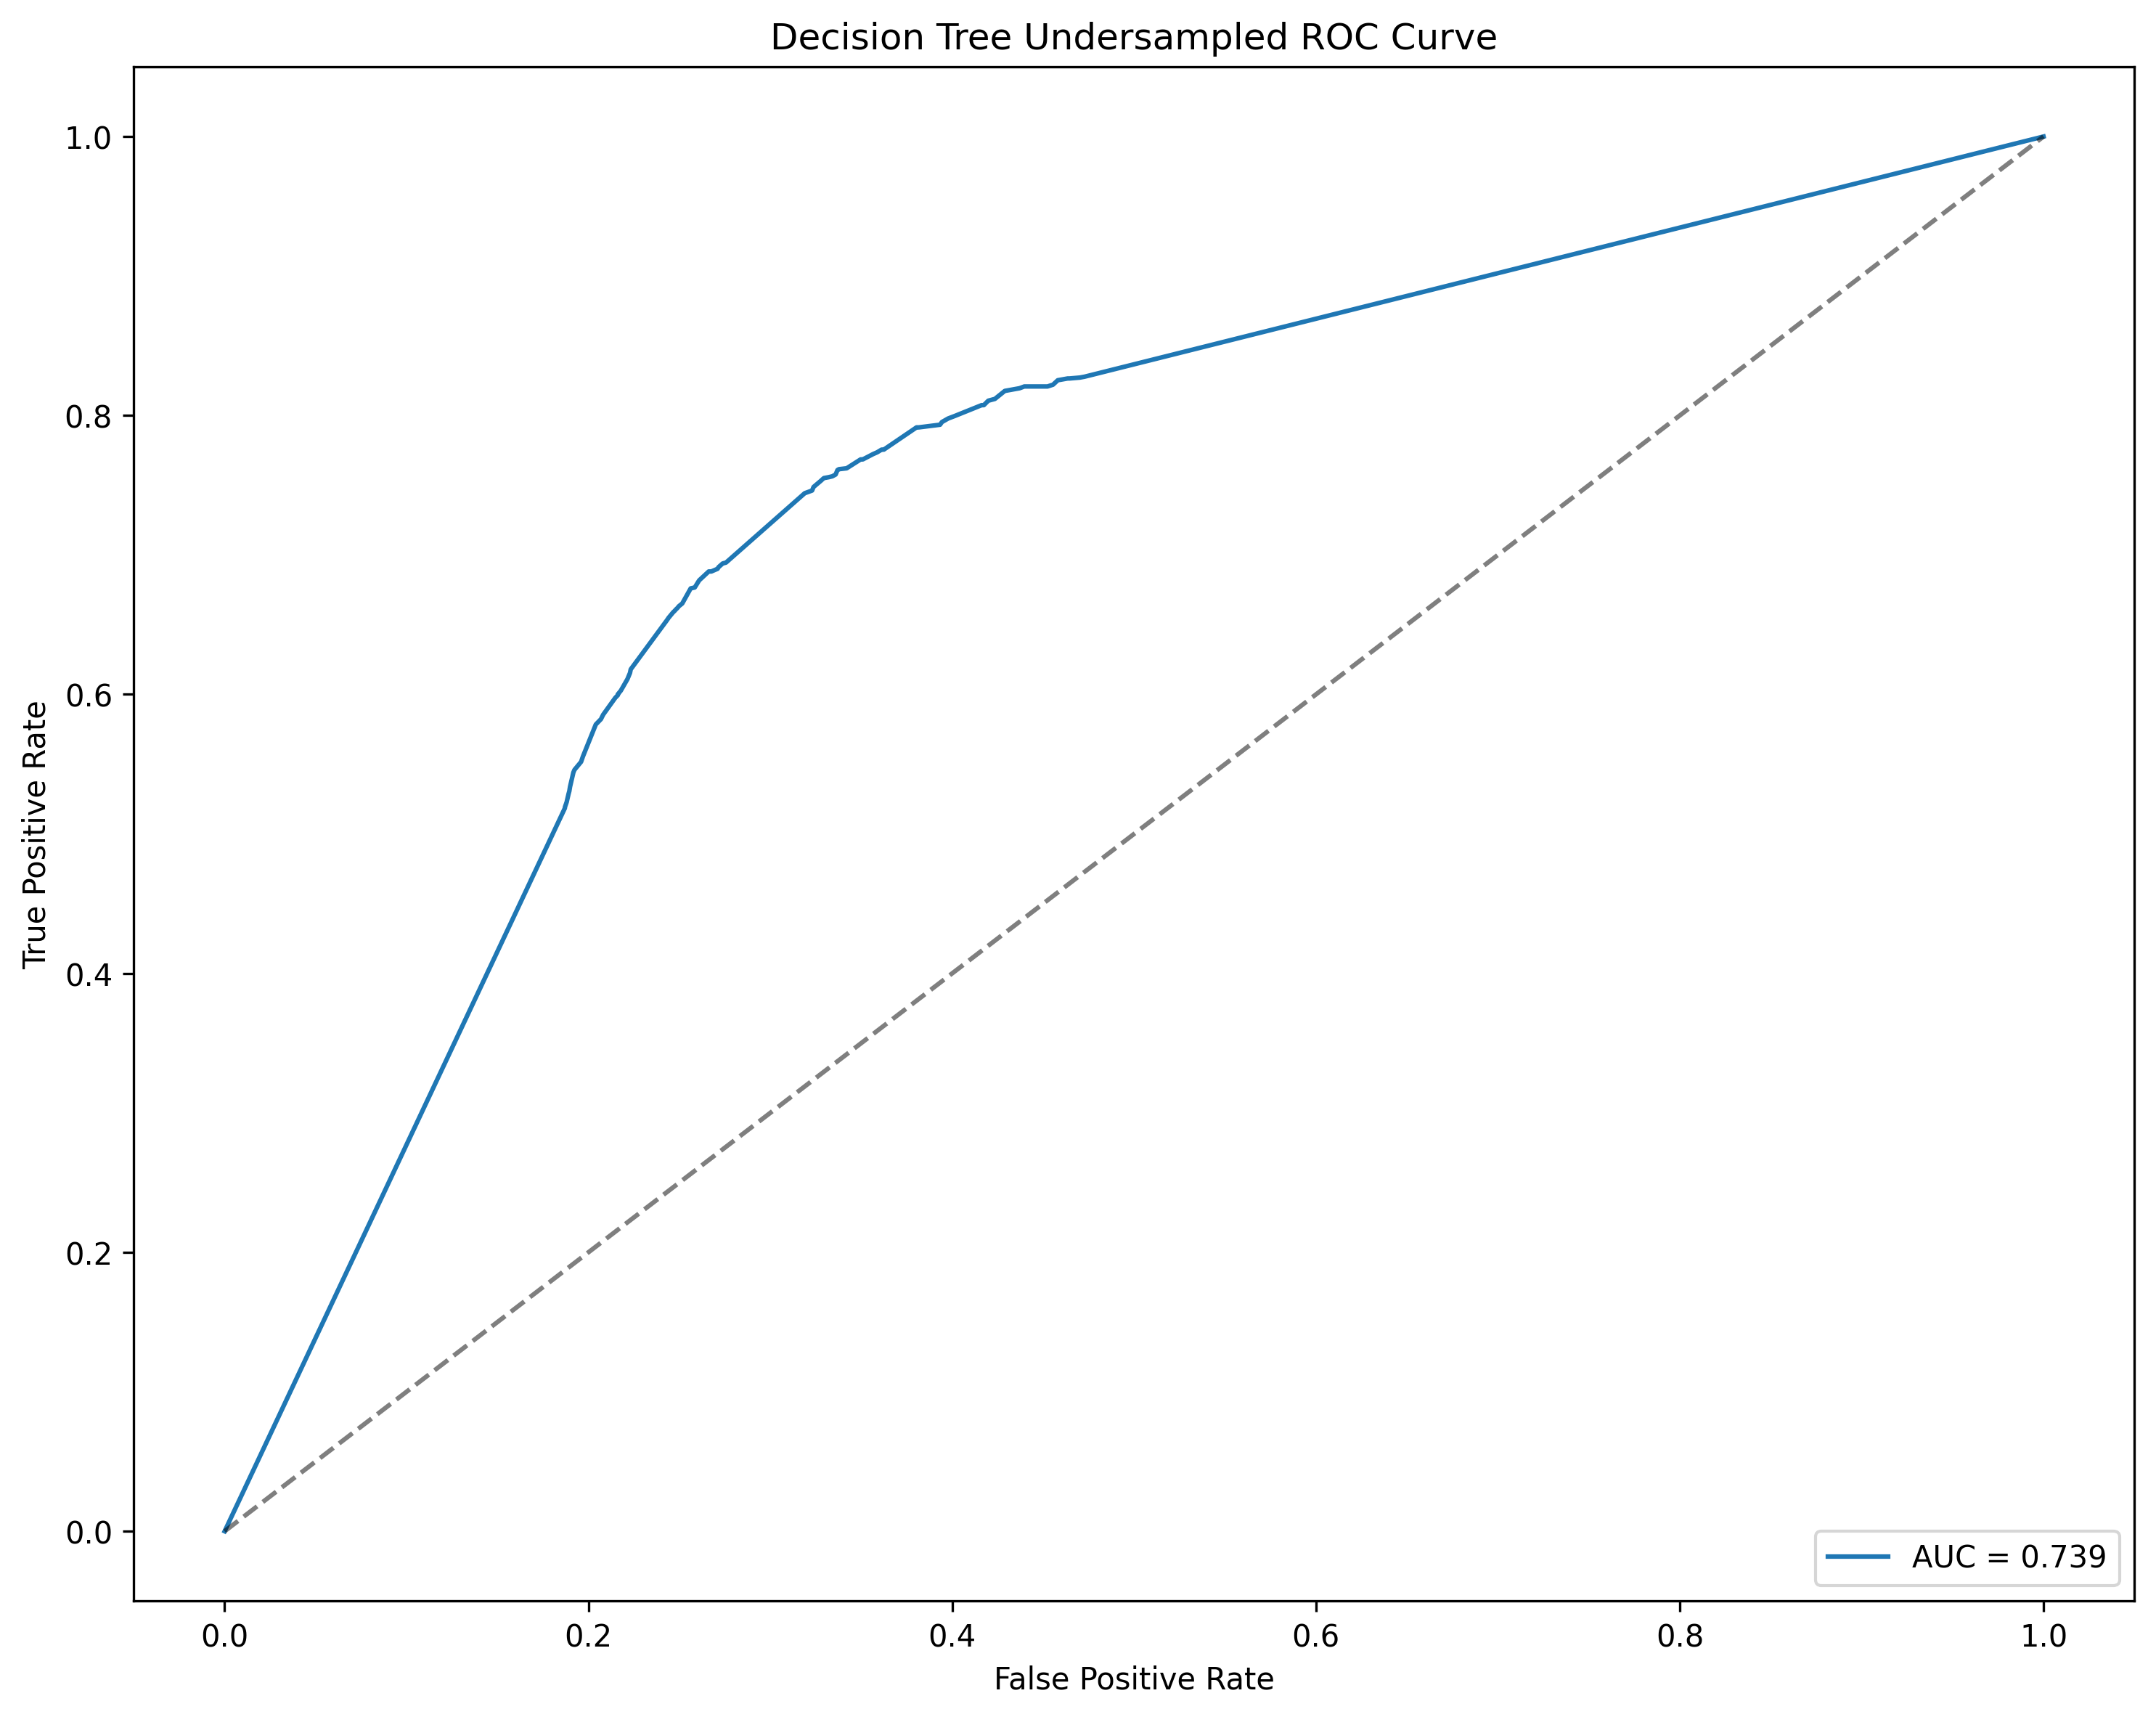 Decision Tree Undersampled ROC Curve
1.0
0.8
0.6
0.4
0.2
0.0
True Positive Rate
0.0 0.2 0.4 0.6 0.8 1.0
False Positive Rate
AUC = 0.739